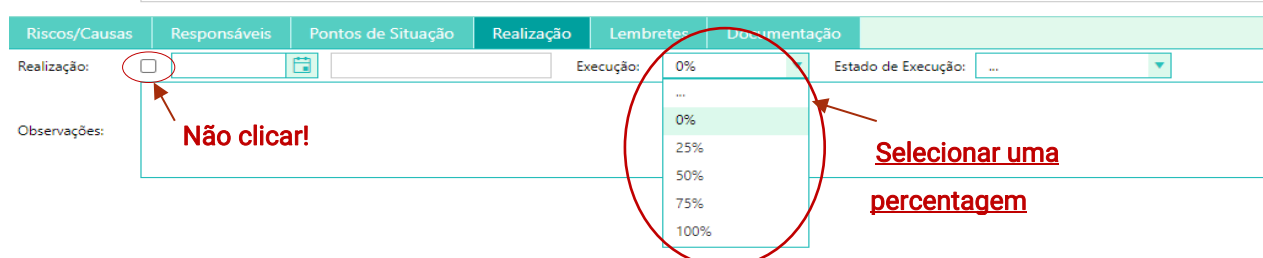 Riscos/Causas Responsáveis Pontos de Situação Realização Lembretes Documentação
Realização: Execução: 0% Estado de Execução: ...
...
0%
25%
50%
75%
100%
Observações:
Não clicar!
Selecionar uma
percentagem